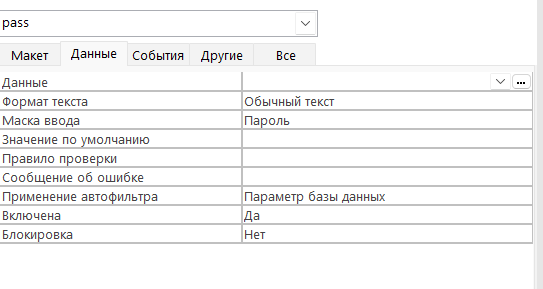 pass
Макет Данные События Другие Все
Данные ...
Формат текста Обычный текст
Маска ввода Пароль
Значение по умолчанию
Правило проверки
Сообщение об ошибке
Применение автофильтра Параметр базы данных
Включена Да
Блокировка Нет